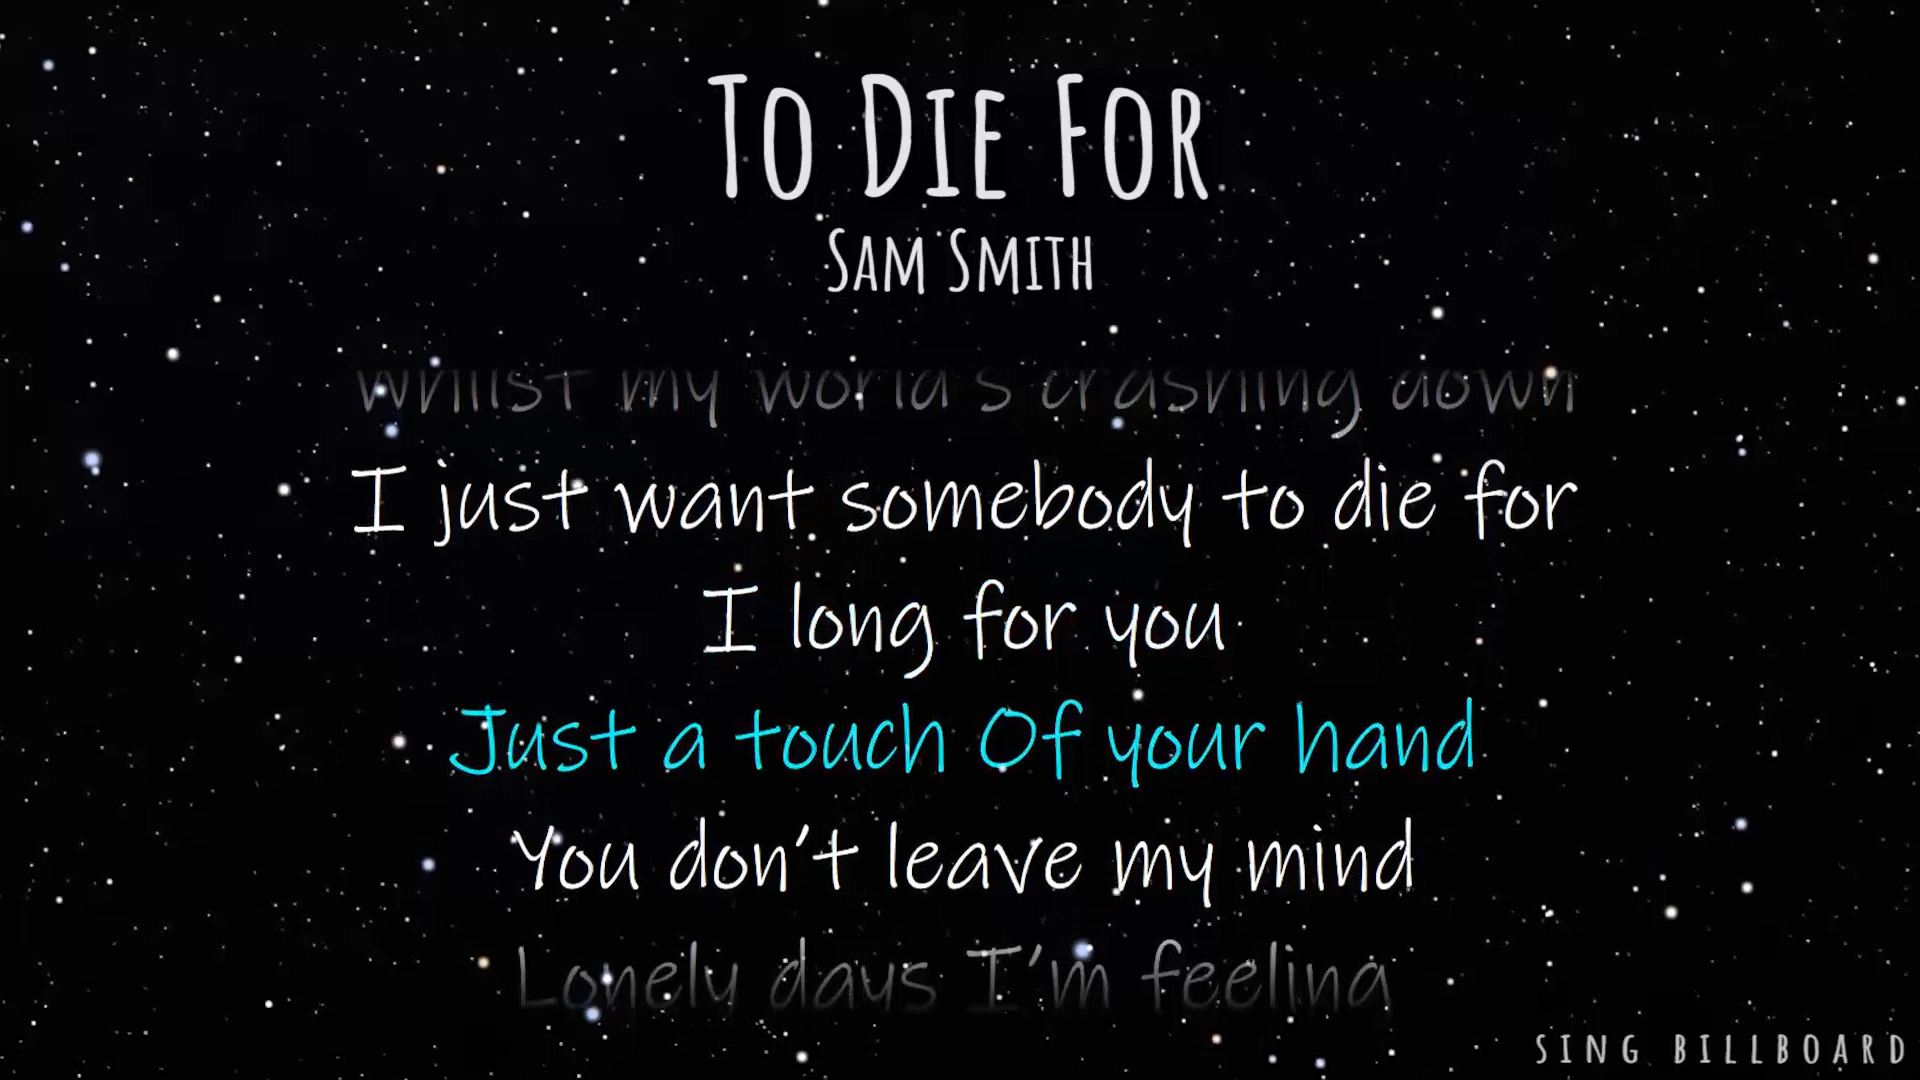 TO DIE FOR
SAM SMITH
whilst my world's crashing down
I just want somebody to die for
I long for you
Just a touch Of your hand
You don't leave my mind
Lonely days I'm feeling
SING BILLBOARD